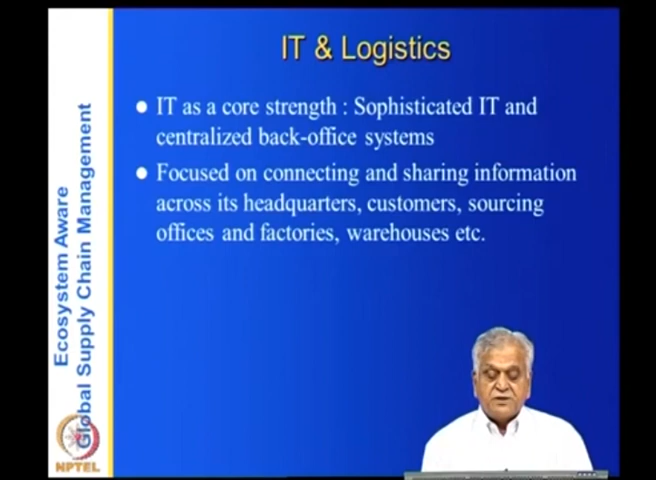 IT & Logistics
IT as a core strength : Sophisticated IT and
centralized back-office systems
Focused on connecting and sharing information
across its headquarters, customers, sourcing
offices and factories, warehouses etc.
Ecosystem Aware
Global Supply Chain Management
NPTEL